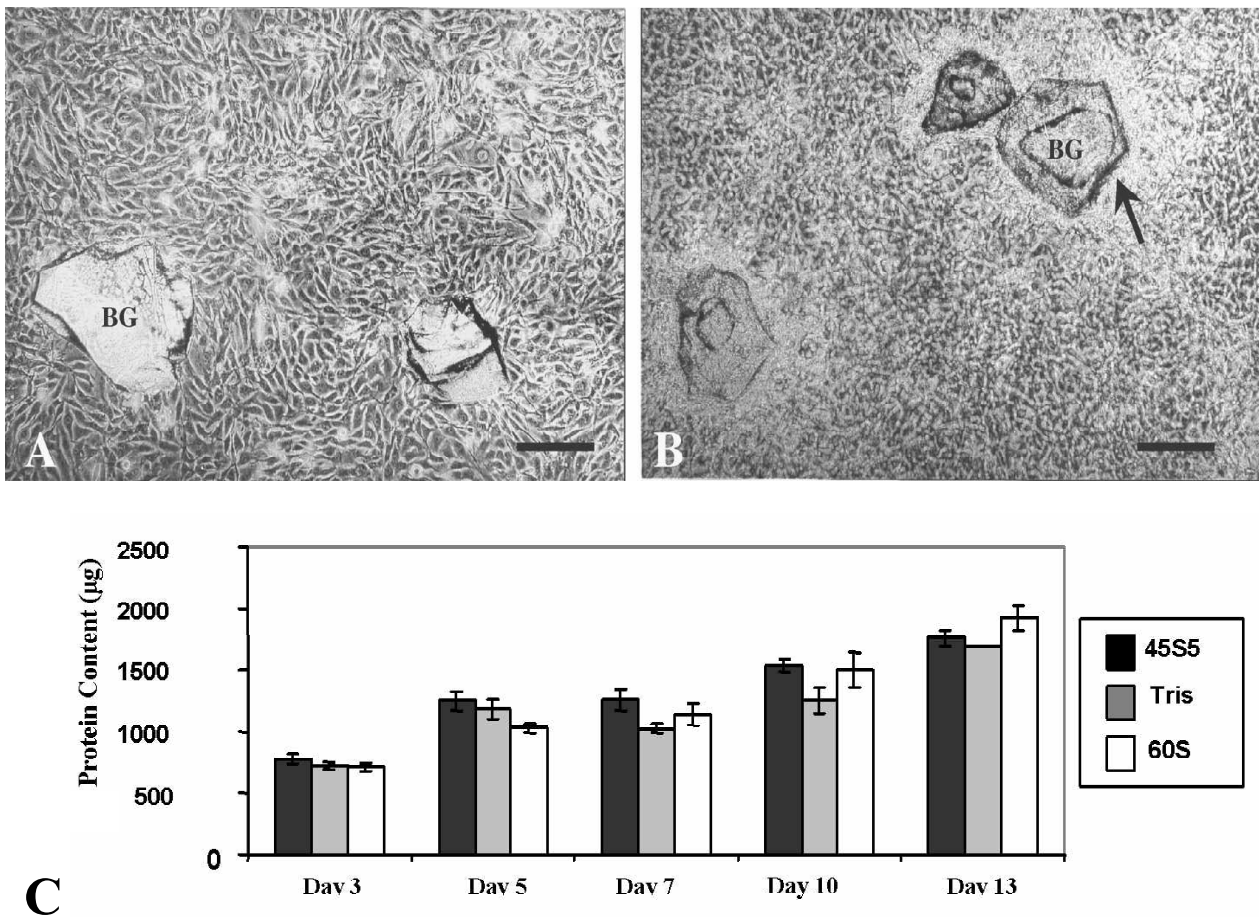 BG
A
BG
B
Protein Content (µg)
2500
2000
1500
1000
500
0
Day 3
Day 5
Day 7
Day 10
Day 13
45S5
Tris
60S
C